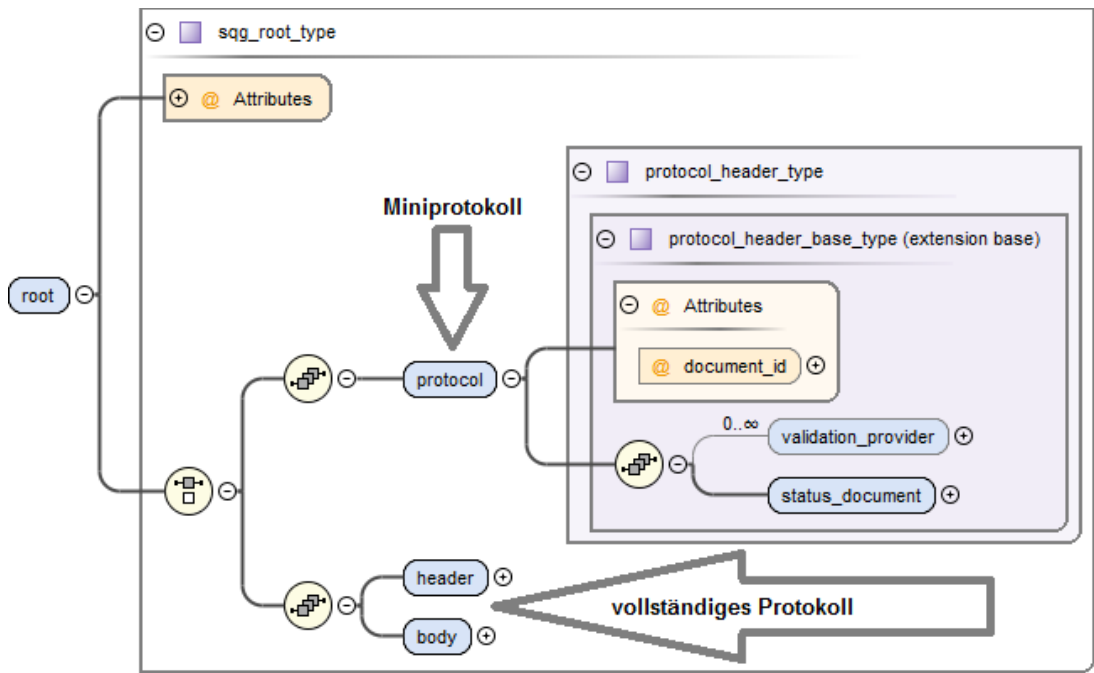 sqg_root_type
@ Attributes
protocol_header_type
Miniprotokoll
protocol_header_base_type (extension base)
root
@ Attributes
@ document_id
protocol
0..∞
validation_provider
status_document
header
vollständiges Protokoll
body